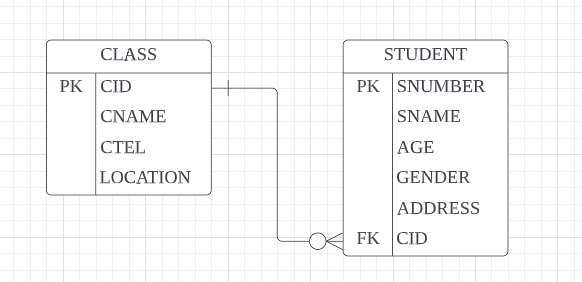 CLASS
PK CID
CNAME
CTEL
LOCATION
STUDENT
PK SNUMBER
SNAME
AGE
GENDER
ADDRESS
FK CID